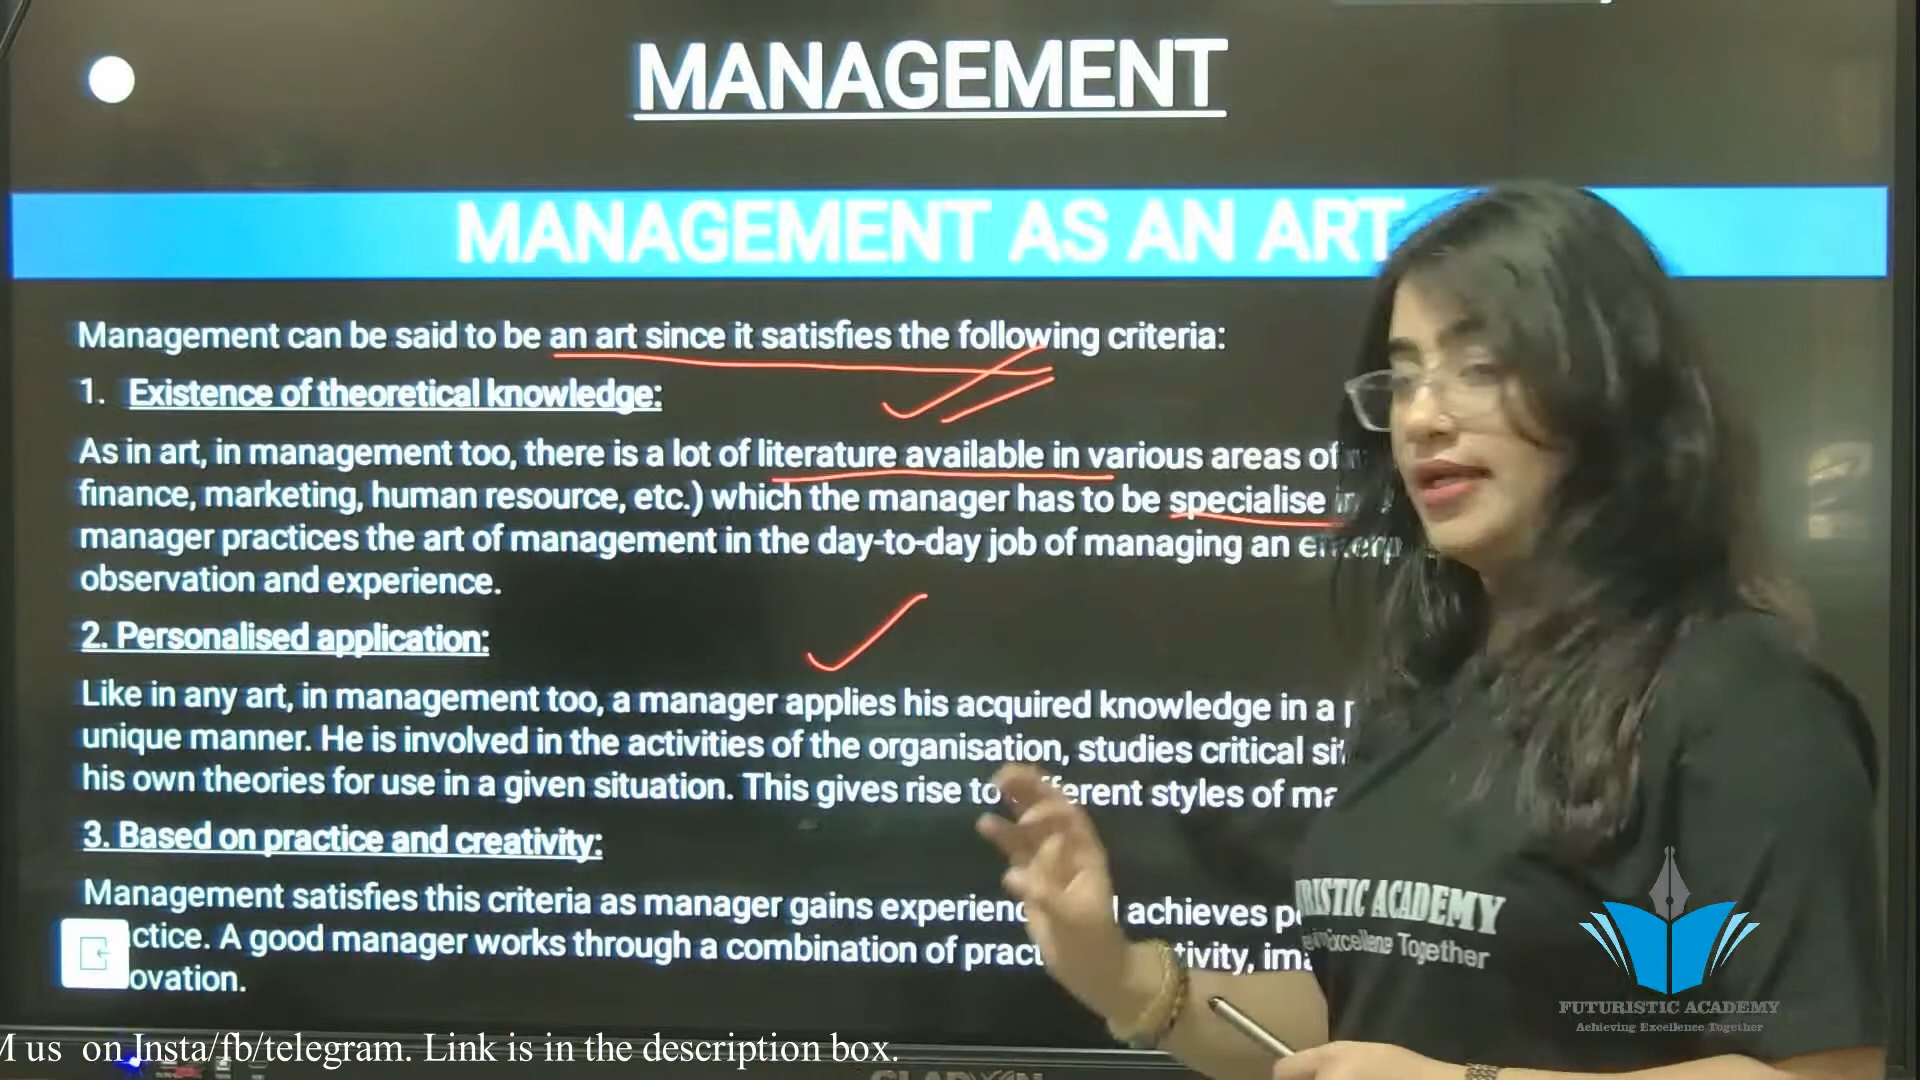 MANAGEMENT
MANAGEMENT AS AN ART
Management can be said to be an art since it satisfies the following criteria:
1. Existence of theoretical knowledge:
As in art, in management too, there is a lot of literature available in various areas of
finance, marketing, human resource, etc.) which the manager has to be specialise in
manager practices the art of management in the day-to-day job of managing an
observation and experience.
2. Personalised application:
Like in any art, in management too, a manager applies his acquired knowledge in a
unique manner. He is involved in the activities of the organisation, studies critical
his own theories for use in a given situation. This gives rise to styles of
3. Based on practice and creativity:
Management satisfies this criteria as manager gains achieves
A good manager works through a combination of
RISTIC ACADEMY
Together
FUTURISTIC ACADEMY
Achieving Excellence Together
us on Insta/fb/telegram. Link is in the description box.